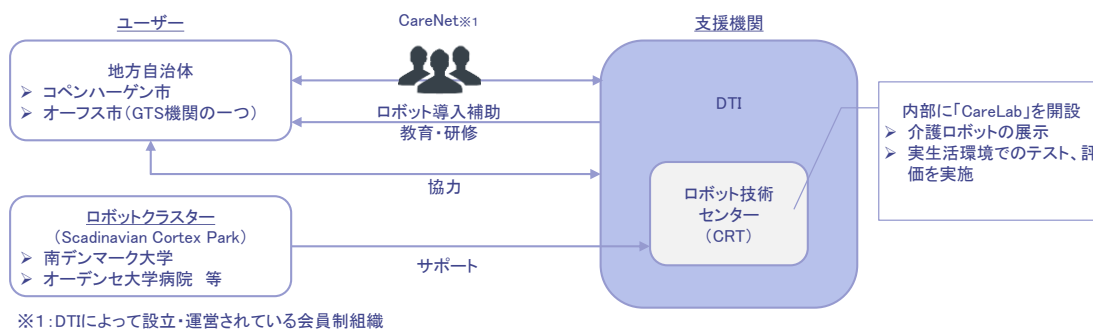 ユーザー
地方自治体
➢ コペンハーゲン市
➢ オーフス市(GTS機関の一つ)
CareNet※1
ロボット導入補助
教育・研修
協力
ロボットクラスター
(Scadinavian Cortex Park)
➢ 南デンマーク大学
➢ オーデンセ大学病院 等
サポート
支援機関
DTI
ロボット技術
センター
(CRT)
内部に「CareLab」を開設
➢ 介護ロボットの展示
➢ 実生活環境でのテスト、評
価を実施
※1:DTIによって設立・運営されている会員制組織